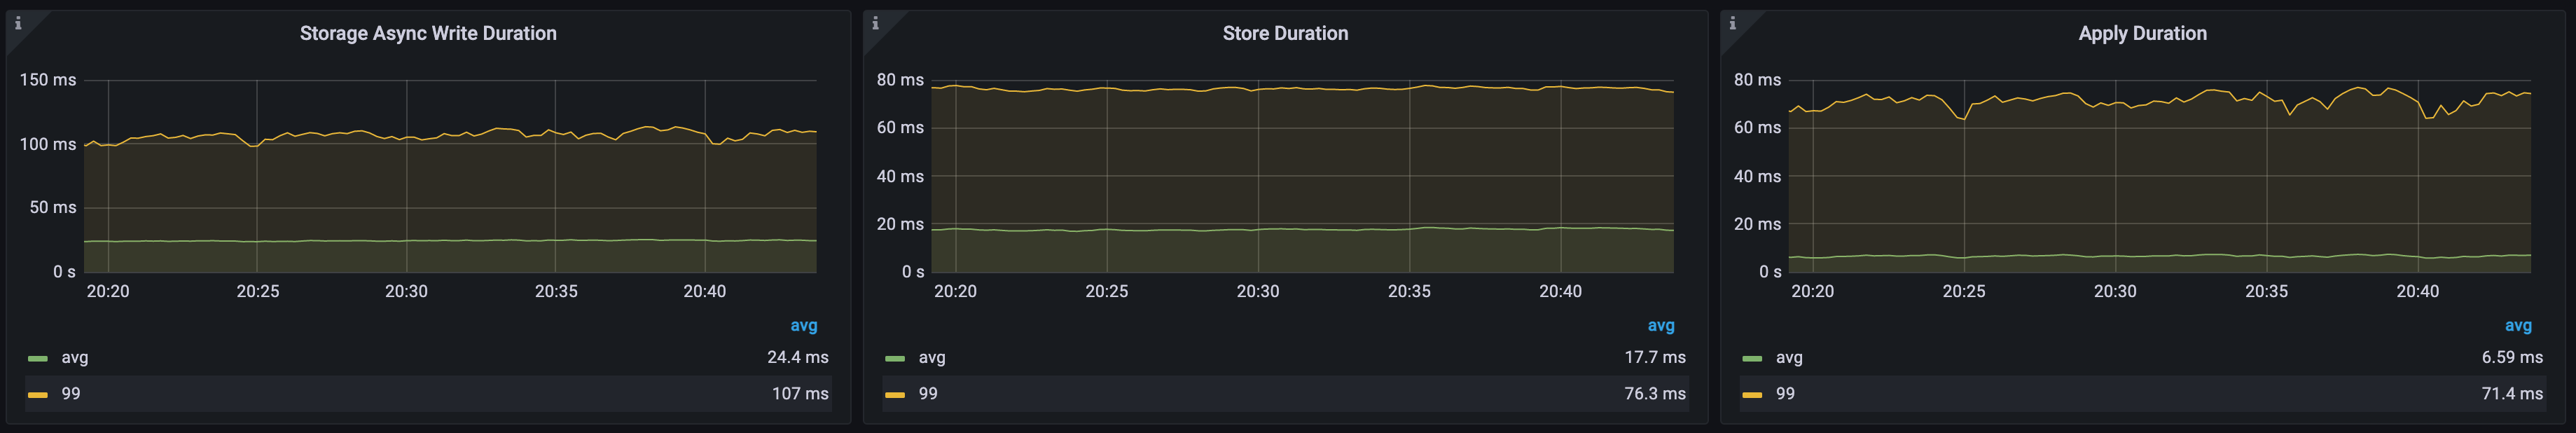 Storage Async Write Duration
150 ms
100 ms
50 ms
0 s
20:20 20:25 20:30 20:35 20:40
avg
avg 24.4 ms
99 107 ms
Store Duration
80 ms
60 ms
40 ms
20 ms
0 s
20:20 20:25 20:30 20:35 20:40
avg
avg 17.7 ms
99 76.3 ms
Apply Duration
80 ms
60 ms
40 ms
20 ms
0 s
20:20 20:25 20:30 20:35 20:40
avg
avg 6.59 ms
99 71.4 ms